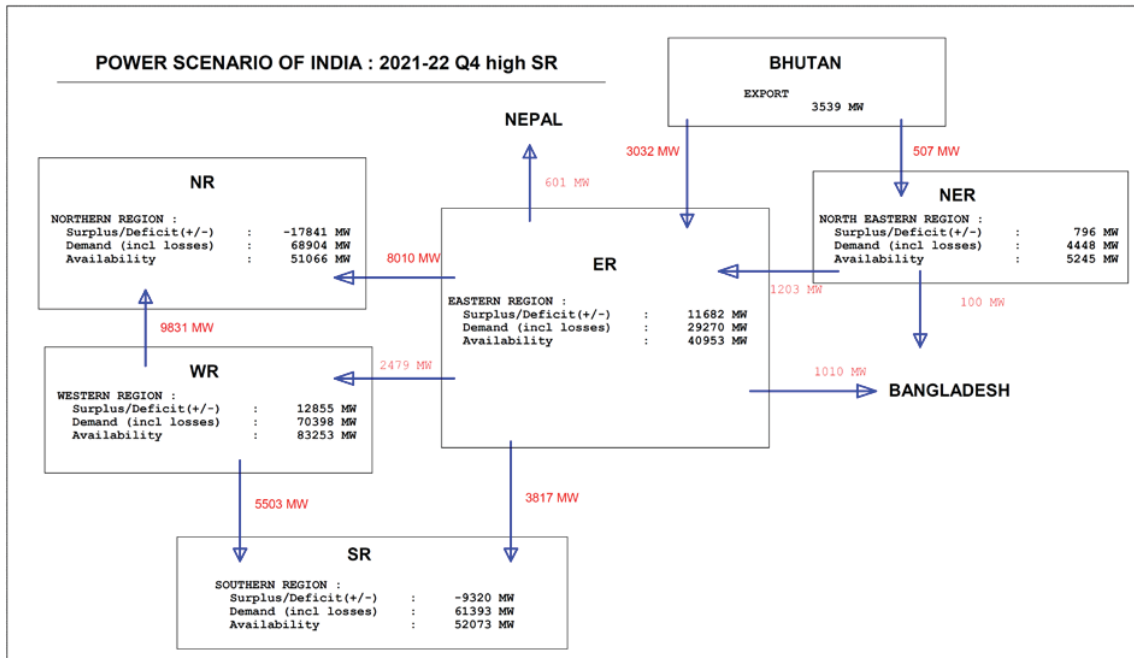 POWER SCENARIO OF INDIA : 2021-22 Q4 high SR
BHUTAN
EXPORT
3539 MW
NEPAL
3032 MW
507 MW
601 MW
NR
NORTHERN REGION :
Surplus/Deficit(+/-) : -17841 MW
Demand (incl losses) : 68904 MW
Availability : 51066 MW
NER
NORTH EASTERN REGION :
Surplus/Deficit(+/-) : 796 MW
Demand (incl losses) : 4448 MW
Availability : 5245 MW
8010 MW
ER
EASTERN REGION :
Surplus/Deficit(+/-) : 11682 MW
Demand (incl losses) : 29270 MW
Availability : 40953 MW
1203 MW
100 MW
9831 MW
2479 MW
1010 MW
BANGLADESH
WR
WESTERN REGION :
Surplus/Deficit(+/-) : 12855 MW
Demand (incl losses) : 70398 MW
Availability : 83253 MW
5503 MW
3817 MW
SR
SOUTHERN REGION :
Surplus/Deficit(+/-) : -9320 MW
Demand (incl losses) : 61393 MW
Availability : 52073 MW